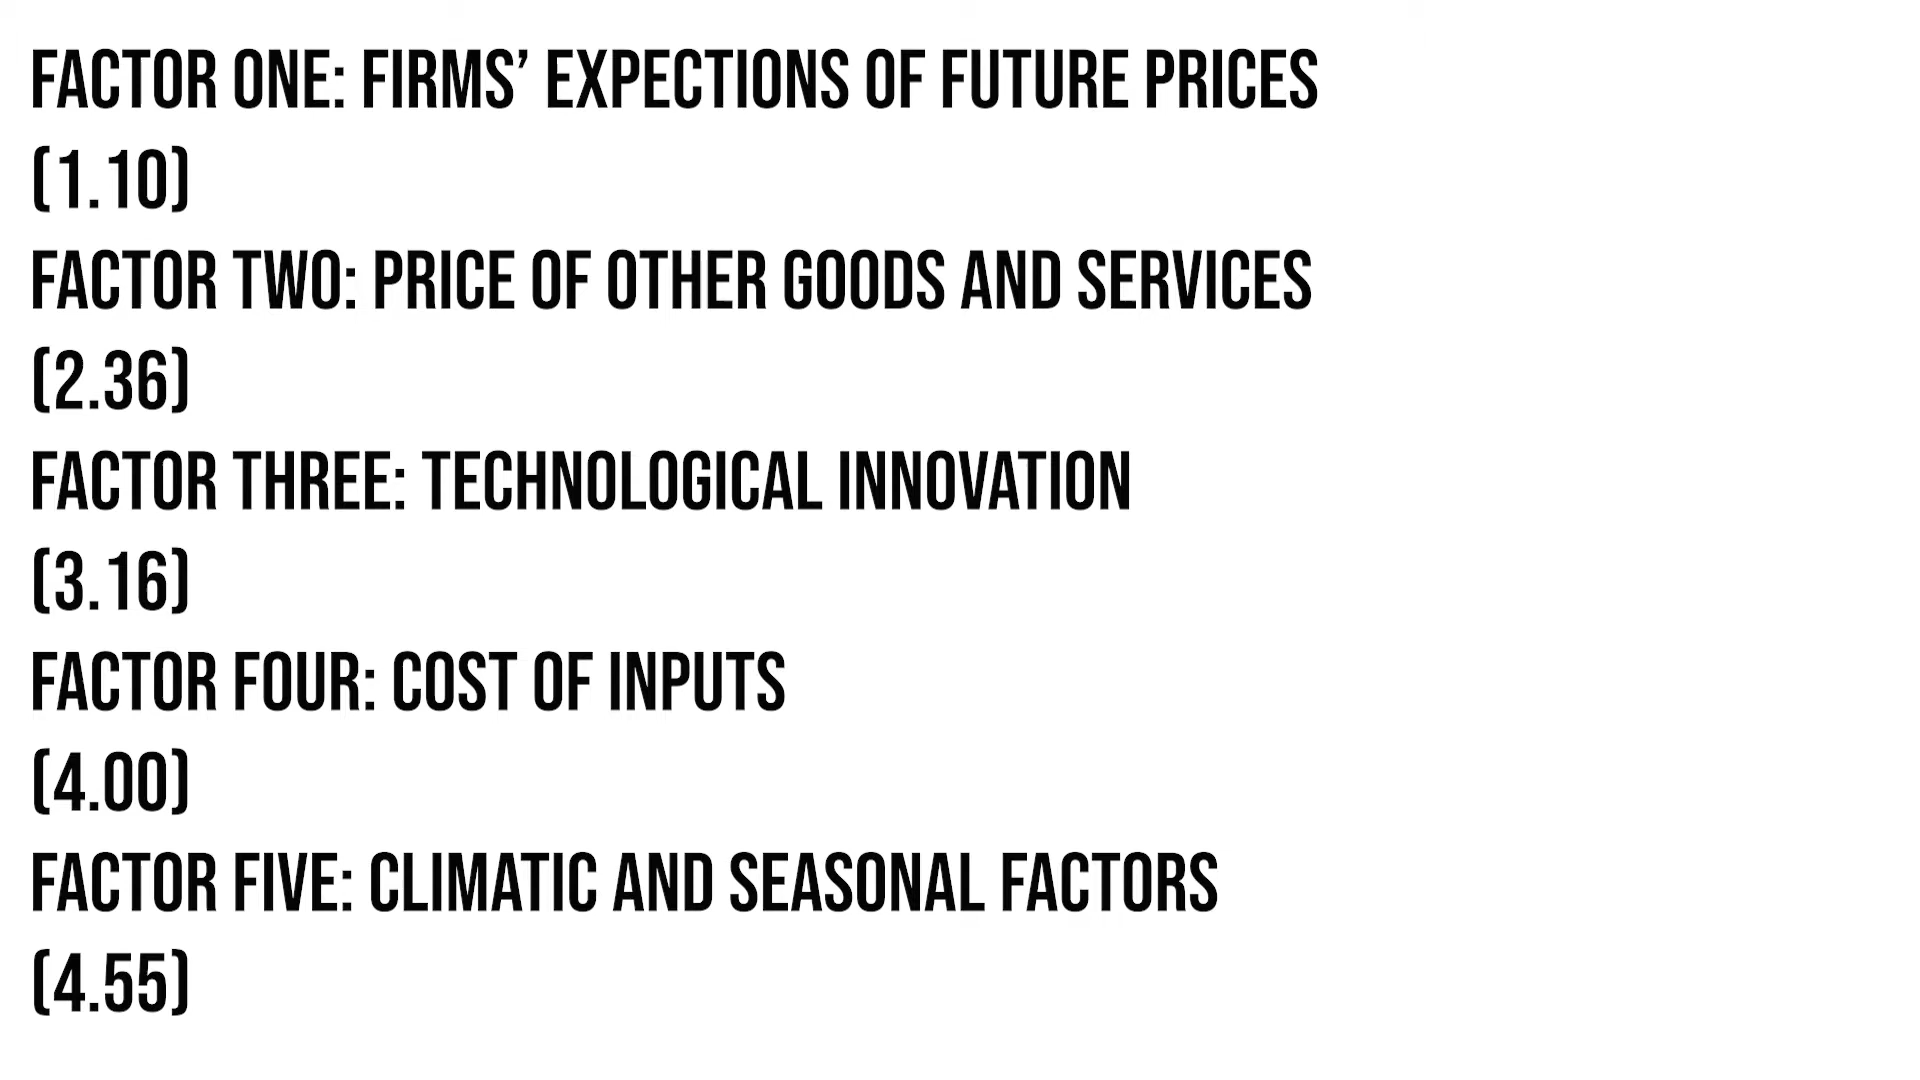 FACTOR ONE: FIRMS’ EXPECTIONS OF FUTURE PRICES
(1.10)
FACTOR TWO: PRICE OF OTHER GOODS AND SERVICES
(2.36)
FACTOR THREE: TECHNOLOGICAL INNOVATION
(3.16)
FACTOR FOUR: COST OF INPUTS
(4.00)
FACTOR FIVE: CLIMATIC AND SEASONAL FACTORS
(4.55)